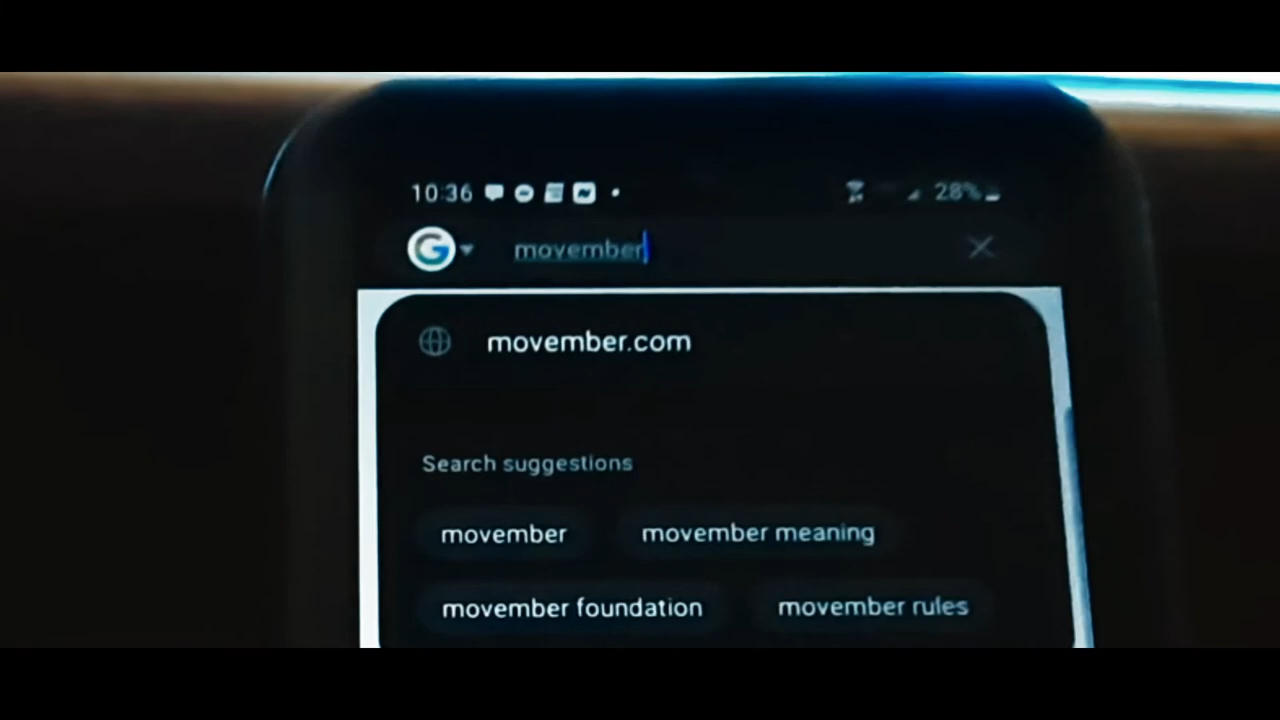 10:36 28%
movember
movember.com
Search suggestions
movember movember meaning
movember foundation movember rules